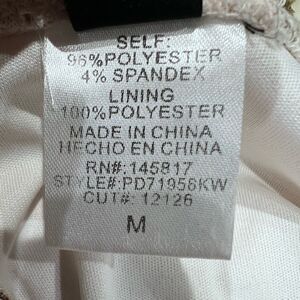 SELF:
96%POLYESTER
4% SPANDEX
LINING
100%POLYESTER
MADE IN CHINA
HECHO EN CHINA
RN#:145817
STYLE#:PD71956KW
CUT#: 12126
M